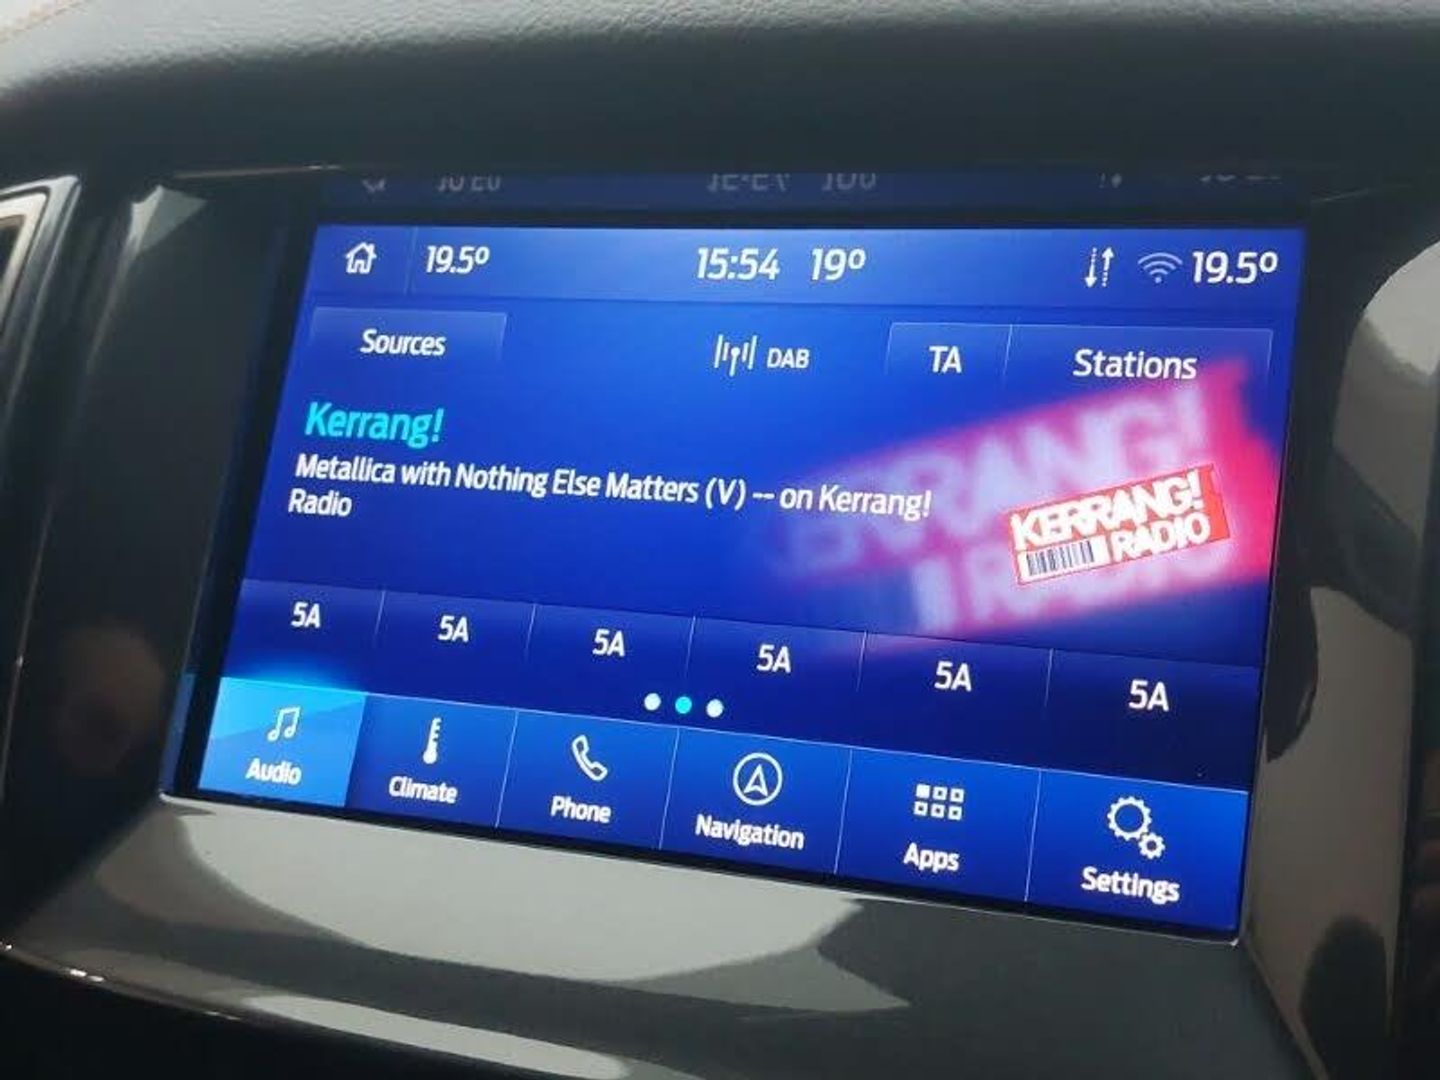 19.5º 15:54 19º 19.5º
Sources DAB TA Stations
Kerrang!
Metallica with Nothing Else Matters (V) -- on Kerrang!
Radio
KERRANG!
RADIO
5A 5A 5A 5A 5A 5A
Audio Climate Phone Navigation Apps Settings